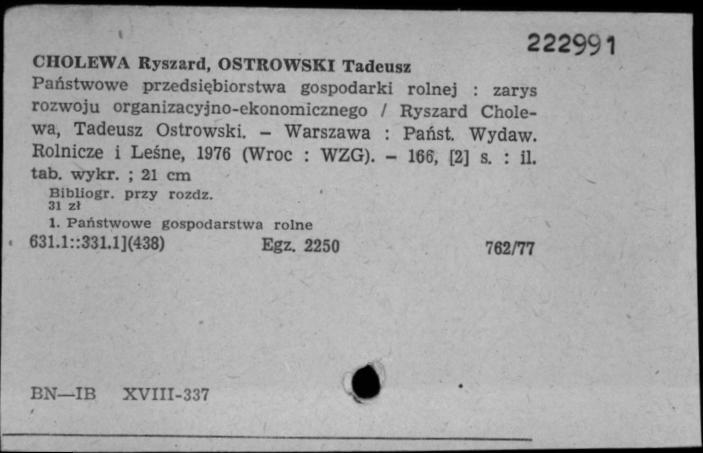 222991
CHOLEWA Ryszard, OSTROWSKI Tadeusz
Państwowe przedsiębiorstwa gospodarki rolnej : zarys
rozwoju organizacyjno-ekonomicznego / Ryszard Chole-
wa, Tadeusz Ostrowski. — Warszawa : Państ. Wydaw.
Rolnicze i Leśne, 1976 (Wroc : WZG). — 166, [2] s. : il.
tab. wykr. ; 21 cm
Bibliogr. przy rozdz.
31 zł
1. Państwowe gospodarstwa rolne
631.1::331.1](438) Egz. 2250 762/77
BN—IB XVIII-337